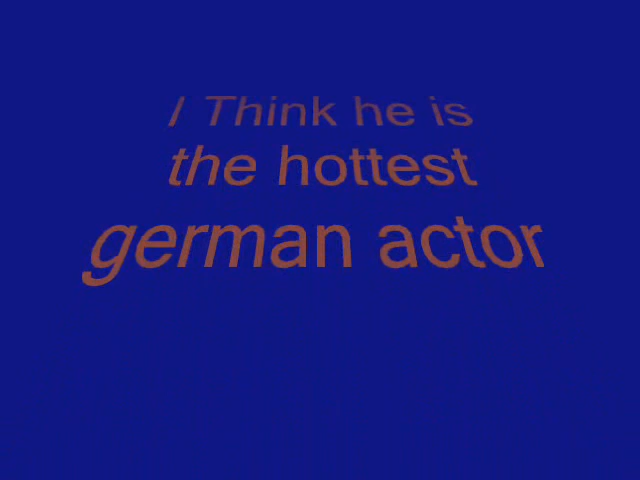 I Think he is
the hottest
german actor